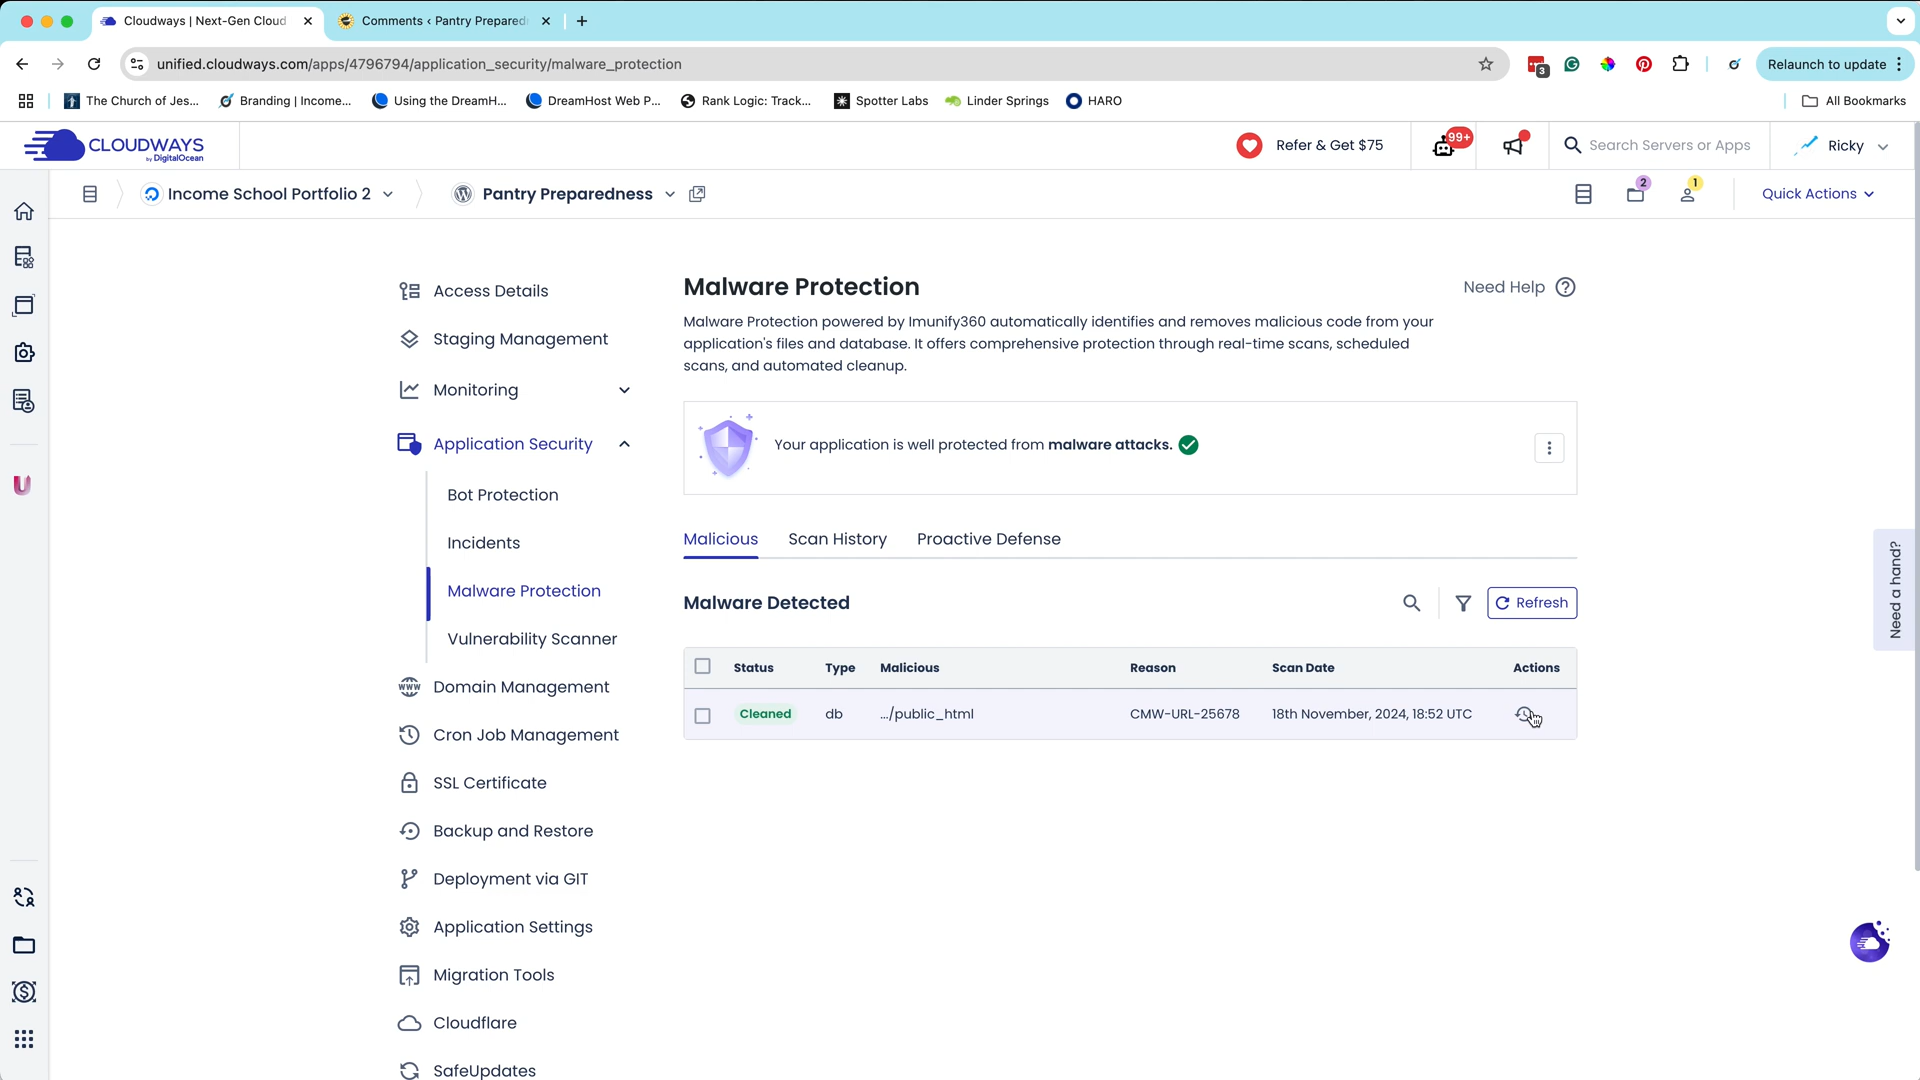 Cloudways | Next-Gen Cloud
Comments ‹ Pantry Prepared
unified.cloudways.com/apps/4796794/application_security/malware_protection
3
Relaunch to update
The Church of Jes...
Branding | Income...
Using the DreamH...
DreamHost Web P...
Rank Logic: Track...
Spotter Labs
Linder Springs
HARO
All Bookmarks
CLOUDWAYS
by DigitalOcean
Refer & Get $75
99+
Search Servers or Apps
Ricky
Income School Portfolio 2
Pantry Preparedness
2
1
Quick Actions
Access Details
Staging Management
Monitoring
Application Security
Bot Protection
Incidents
Malware Protection
Vulnerability Scanner
Domain Management
Cron Job Management
SSL Certificate
Backup and Restore
Deployment via GIT
Application Settings
Migration Tools
Cloudflare
SafeUpdates
U
www
Malware Protection
Need Help
Malware Protection powered by Imunify360 automatically identifies and removes malicious code from your
application's files and database. It offers comprehensive protection through real-time scans, scheduled
scans, and automated cleanup.
Your application is well protected from malware attacks.
Malicious
Scan History
Proactive Defense
Malware Detected
Refresh
Status Type Malicious Reason Scan Date Actions
Cleaned db .../public_html CMW-URL-25678 18th November, 2024, 18:52 UTC
Need a hand?